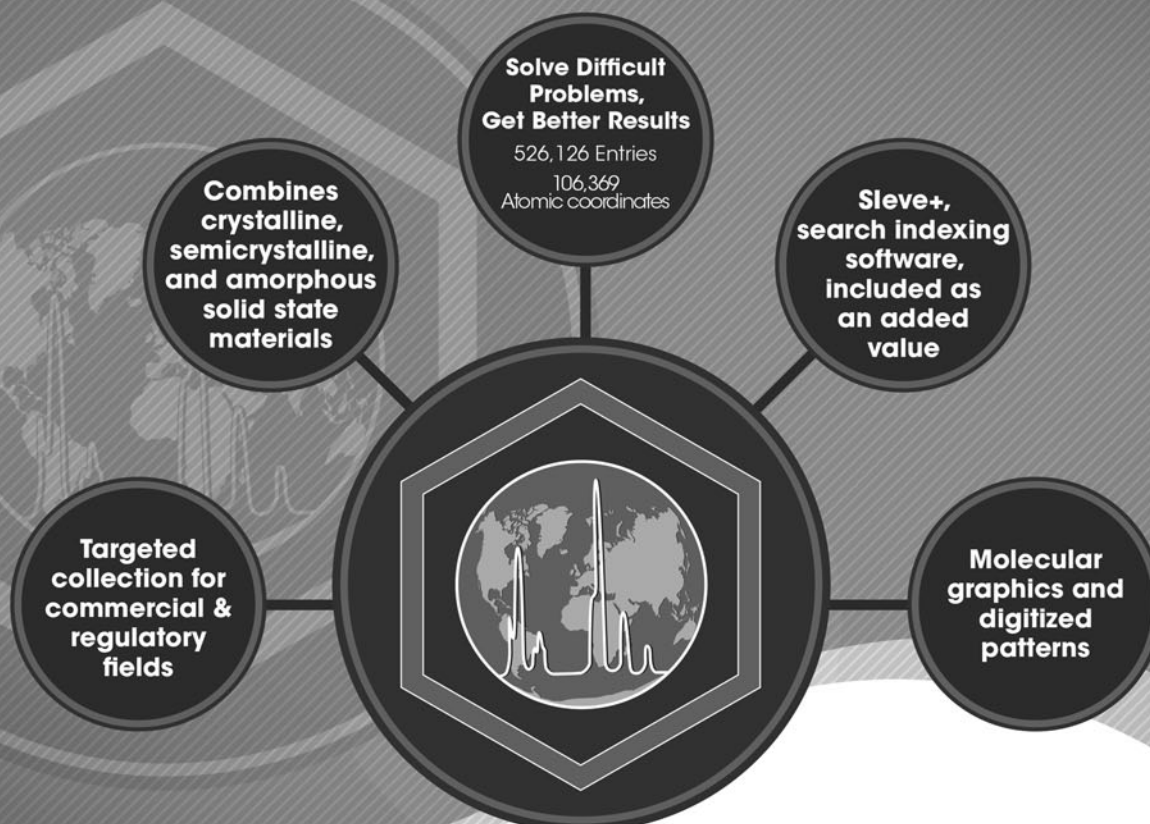 Solve Difficult
Problems,
Get Better Results
526,126 Entries
106,369
Atomic coordinates
Combines
crystalline,
semicrystalline,
and amorphous
solid state
materials
SIeve+,
search indexing
software,
included as
an added
value
Targeted
collection for
commercial &
regulatory
fields
Molecular
graphics and
digitized
patterns